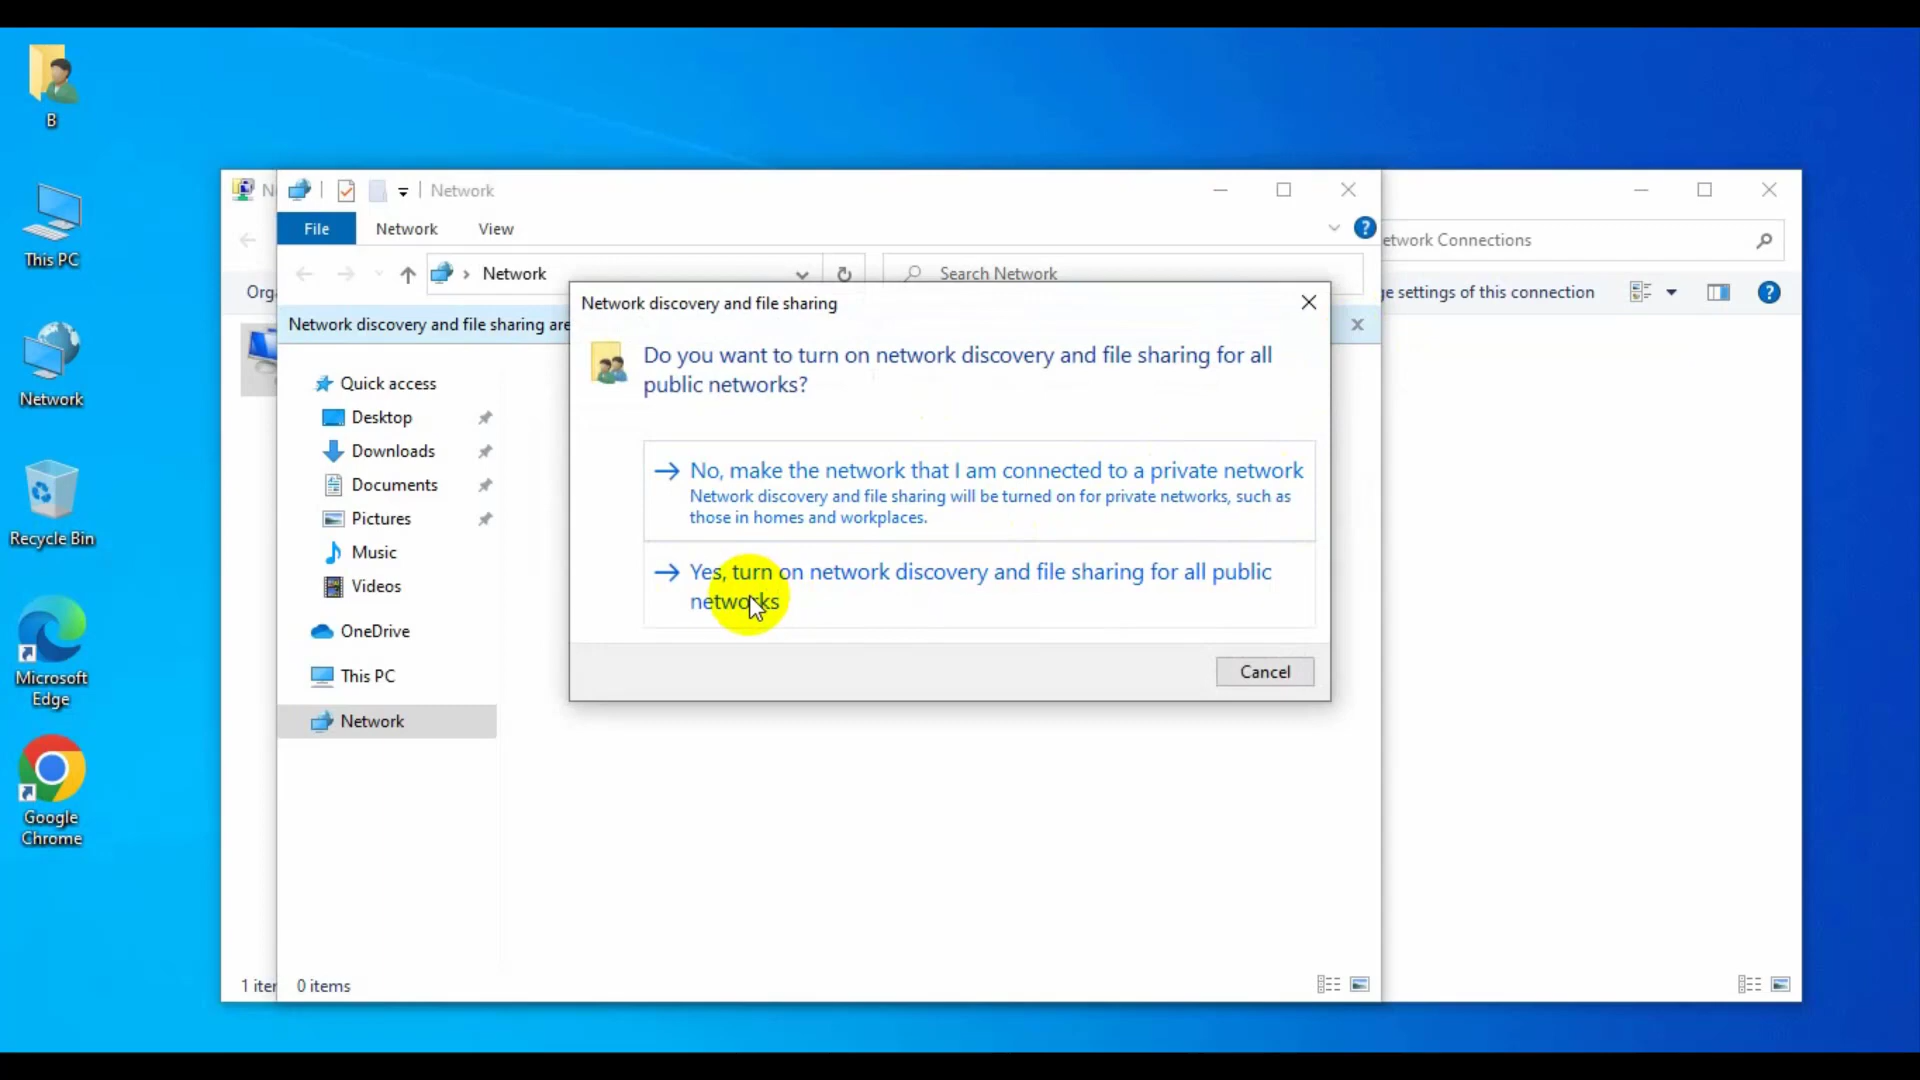 B
This PC
Network
Recycle Bin
Microsoft
Edge
Google
Chrome
N
Network
File
Network
View
Network
Search Network
Network discovery and file sharing are
Quick access
Desktop
Downloads
Documents
Pictures
Music
Videos
OneDrive
This PC
Network
1 item
0 items
Network discovery and file sharing
Do you want to turn on network discovery and file sharing for all
public networks?
No, make the network that I am connected to a private network
Network discovery and file sharing will be turned on for private networks, such as
those in homes and workplaces.
Yes, turn on network discovery and file sharing for all public
networks
Cancel
etwork Connections
ge settings of this connection